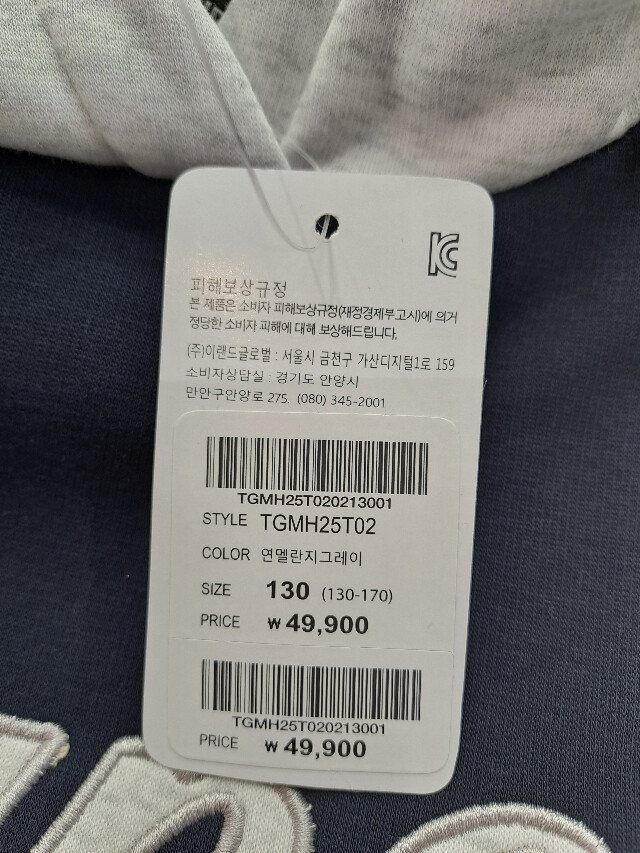 KC
피해보상규정
본 제품은 소비자 피해보상규정(재정경제부고시)에 의거
정당한 소비자 피해에 대해 보상해드립니다.
(주)이랜드글로벌 : 서울시 금천구 가산디지털1로 159
소비자상담실 : 경기도 안양시
만안구안양로 275. (080) 345-2001
TGMH25T020213001
STYLE TGMH25T02
COLOR 연멜란지그레이
SIZE 130 (130-170)
PRICE ₩ 49,900
TGMH25T020213001
PRICE ₩ 49,900